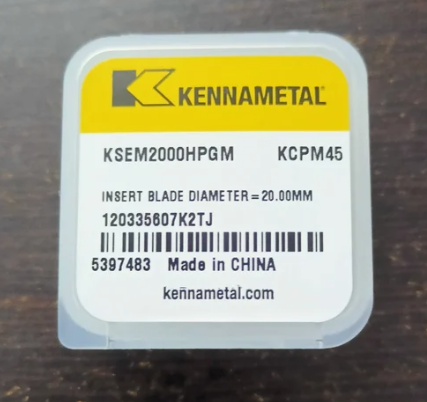 KENNAMETAL
KSEM2000HPGM KCPM45
INSERT BLADE DIAMETER=20.00MM
120335607K2TJ
5397483 Made in CHINA
kennametal.com